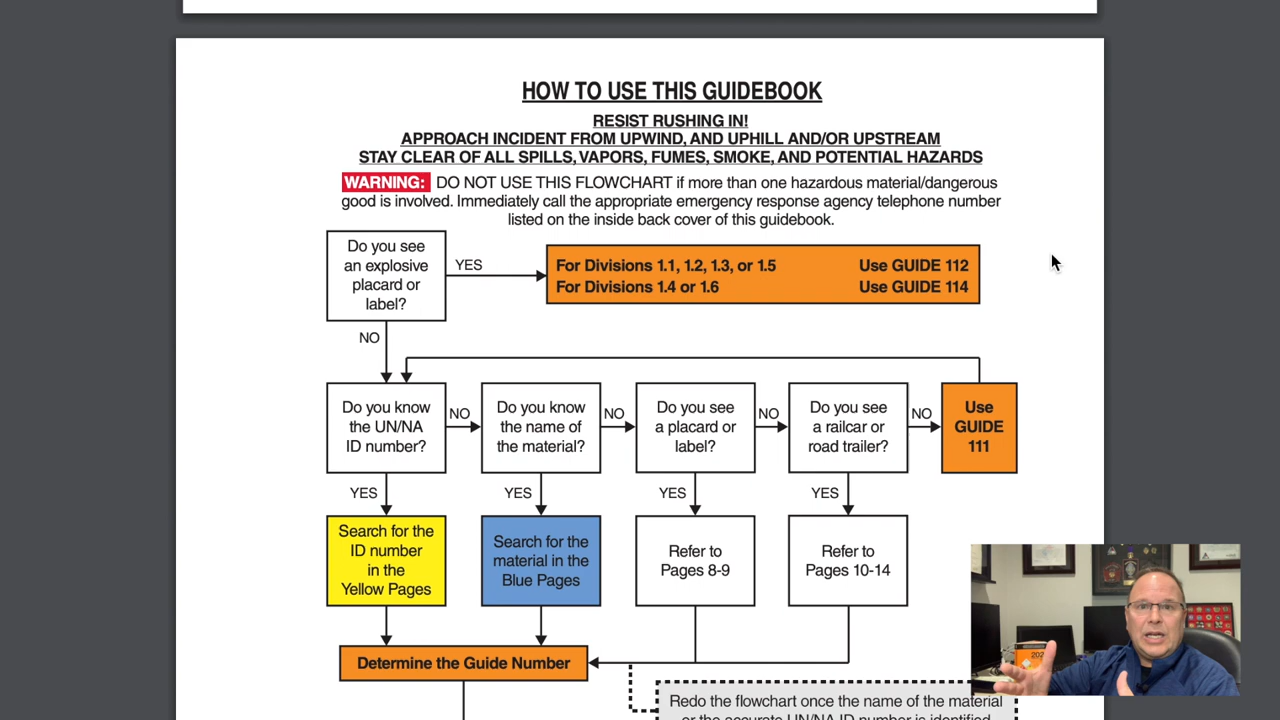 HOW TO USE THIS GUIDEBOOK
RESIST RUSHING IN!
APPROACH INCIDENT FROM UPWIND, AND UPHILL AND/OR UPSTREAM
STAY CLEAR OF ALL SPILLS, VAPORS, FUMES, SMOKE, AND POTENTIAL HAZARDS
WARNING: DO NOT USE THIS FLOWCHART if more than one hazardous material/dangerous
good is involved. Immediately call the appropriate emergency response agency telephone number
listed on the inside back cover of this guidebook.
Do you see
an explosive
placard or
label?
YES
For Divisions 1.1, 1.2, 1.3, or 1.5 Use GUIDE 112
For Divisions 1.4 or 1.6 Use GUIDE 114
NO
Do you know
the UN/NA
ID number?
NO
Do you know
the name of
the material?
NO
Do you see
a placard or
label?
NO
Do you see
a railcar or
road trailer?
NO
Use
GUIDE
111
YES
YES
YES
YES
Search for the
ID number
in the
Yellow Pages
Search for the
material in the
Blue Pages
Refer to
Pages 8-9
Refer to
Pages 10-14
Determine the Guide Number
Redo the flowchart once the name of the material
or the accurate UN/NA ID number is identified